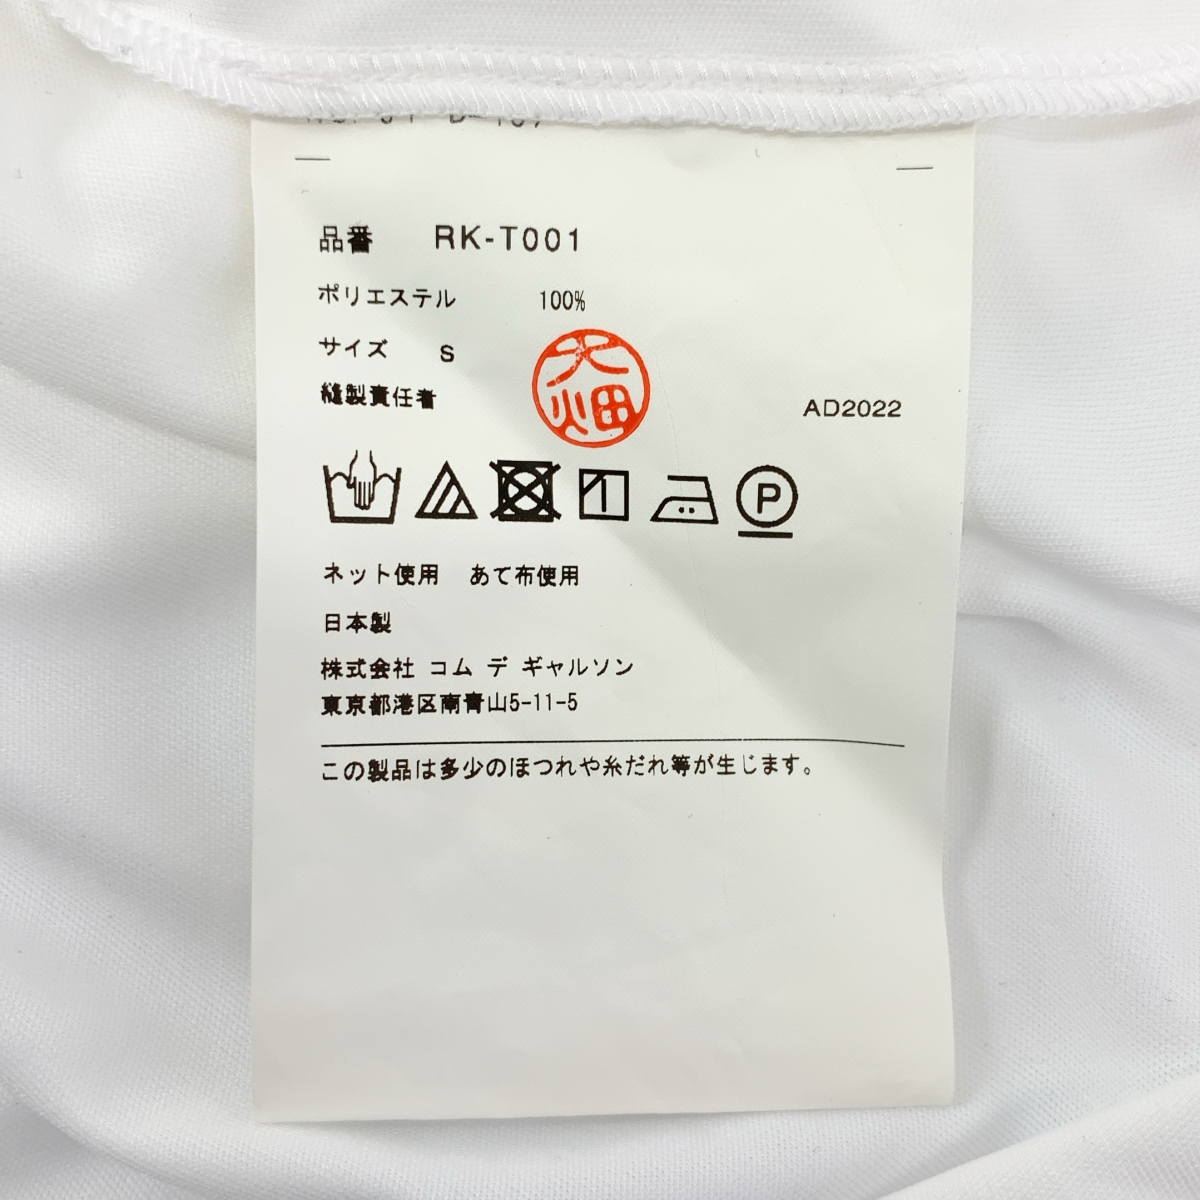 品番 RK-T001
ポリエステル 100%
サイズ S
縫製責任者 大畑 AD2022
P
ネット使用 あて布使用
日本製
株式会社 コム デ ギャルソン
東京都港区南青山5-11-5
この製品は多少のほつれや糸だれ等が生じます。